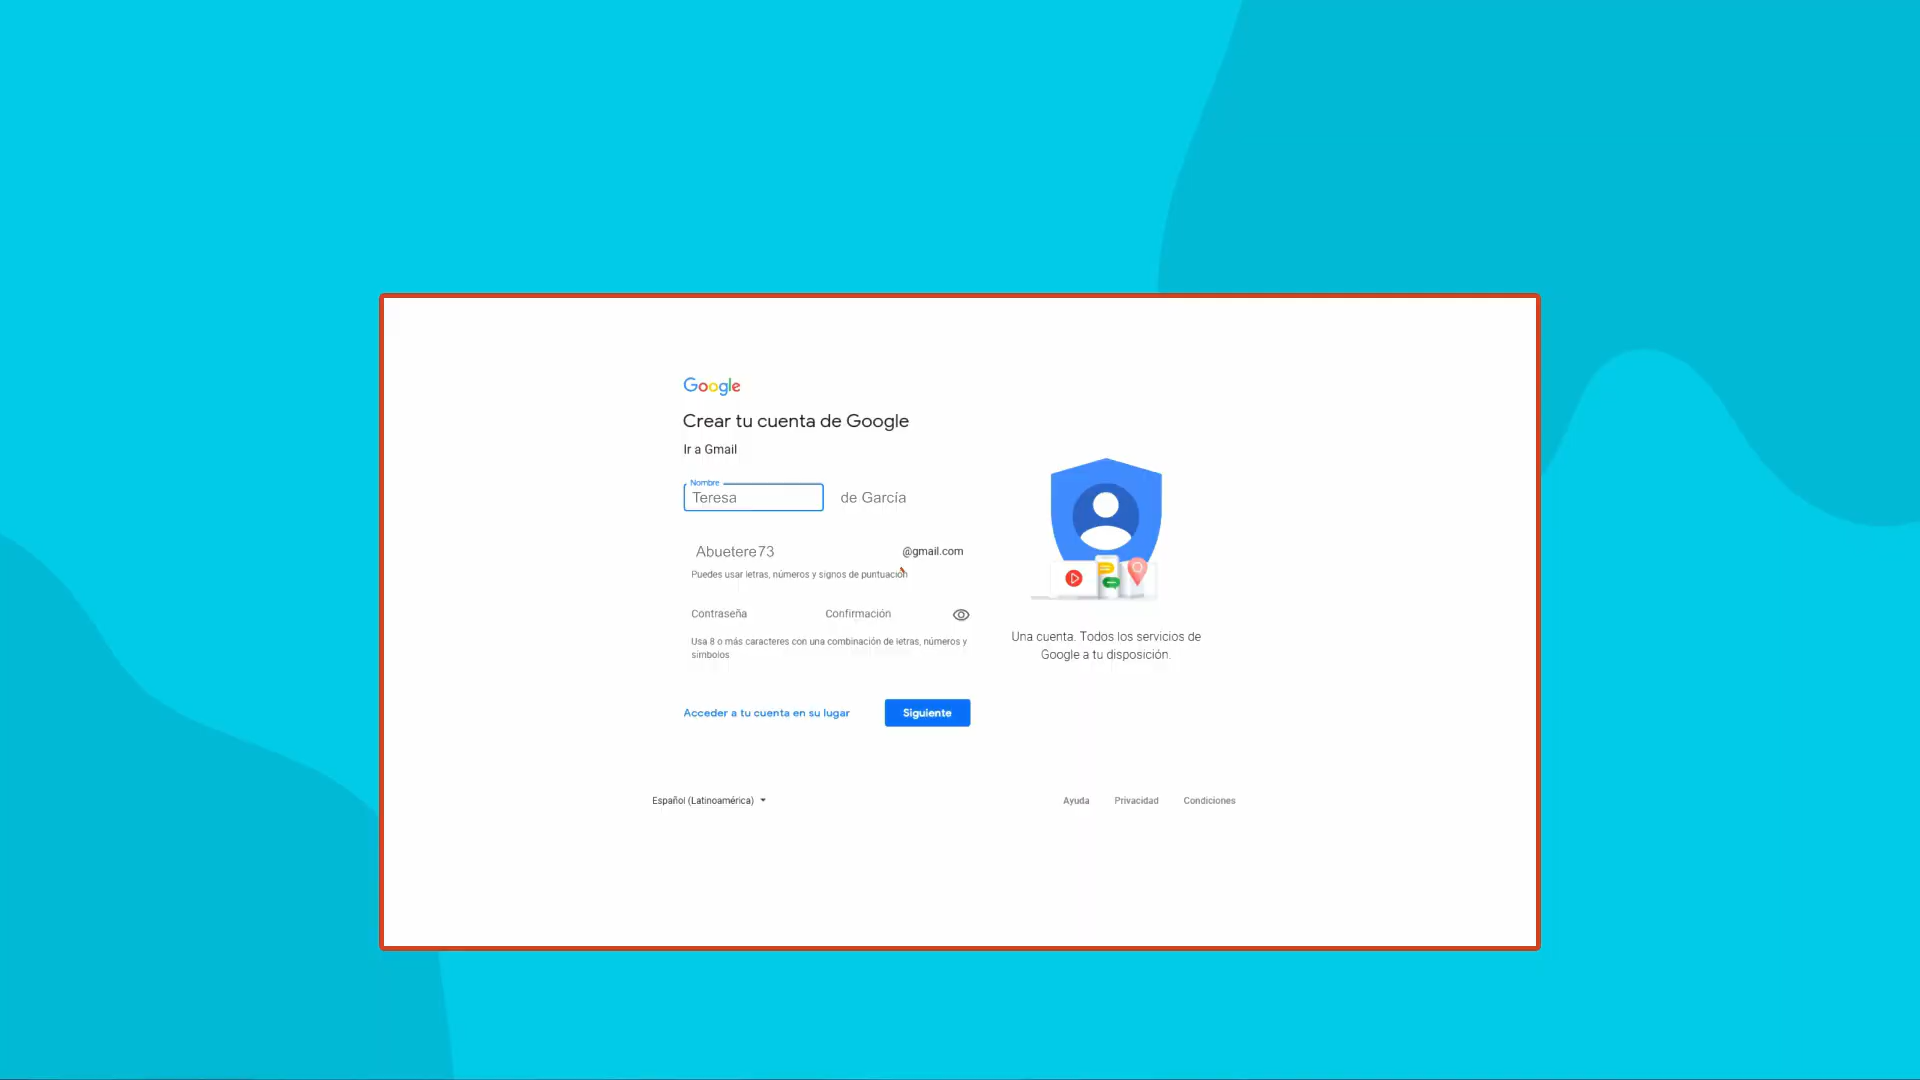 Google
Crear tu cuenta de Google
Ir a Gmail
Nombre
Teresa de García
Abuetere73 @gmail.com
Puedes usar letras, números y signos de puntuación
Contraseña Confirmación
Usa 8 o más caracteres con una combinación de letras, números y
simbolos
Una cuenta. Todos los servicios de
Google a tu disposición.
Acceder a tu cuenta en su lugar Siguiente
Español (Latinoamérica) Ayuda Privacidad Condiciones